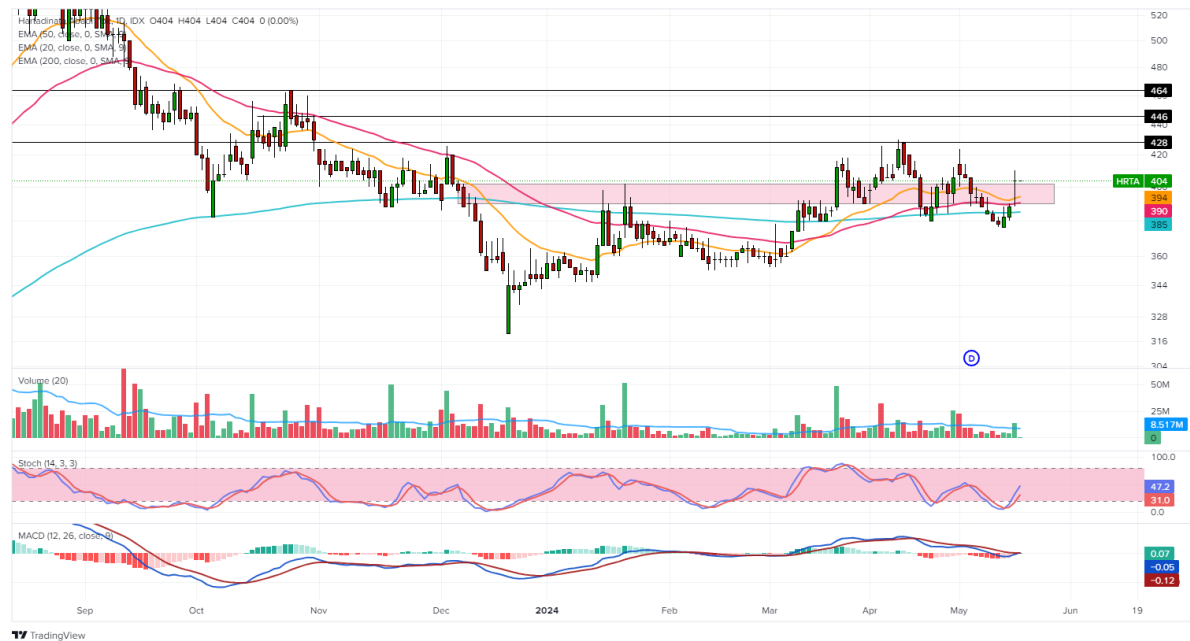 1D, IDX O404 H404 L404 C404 0 (0.00%)
EMA (50, close, 0, SMA, 9)
EMA (20, close, 0, SMA, 9)
EMA (200, close, 0, SMA, 9)
520
500
480
464
446
440
428
420
HRTA 404
394
390
385
360
344
328
316
304
D
Volume (20)
50M
25M
8.517M
0
Stoch (14, 3, 3)
100.0
47.2
31.0
0.0
MACD (12, 26, close, 9)
0.07
−0.05
−0.12
Sep Oct Nov Dec 2024 Feb Mar Apr May Jun 19
TradingView